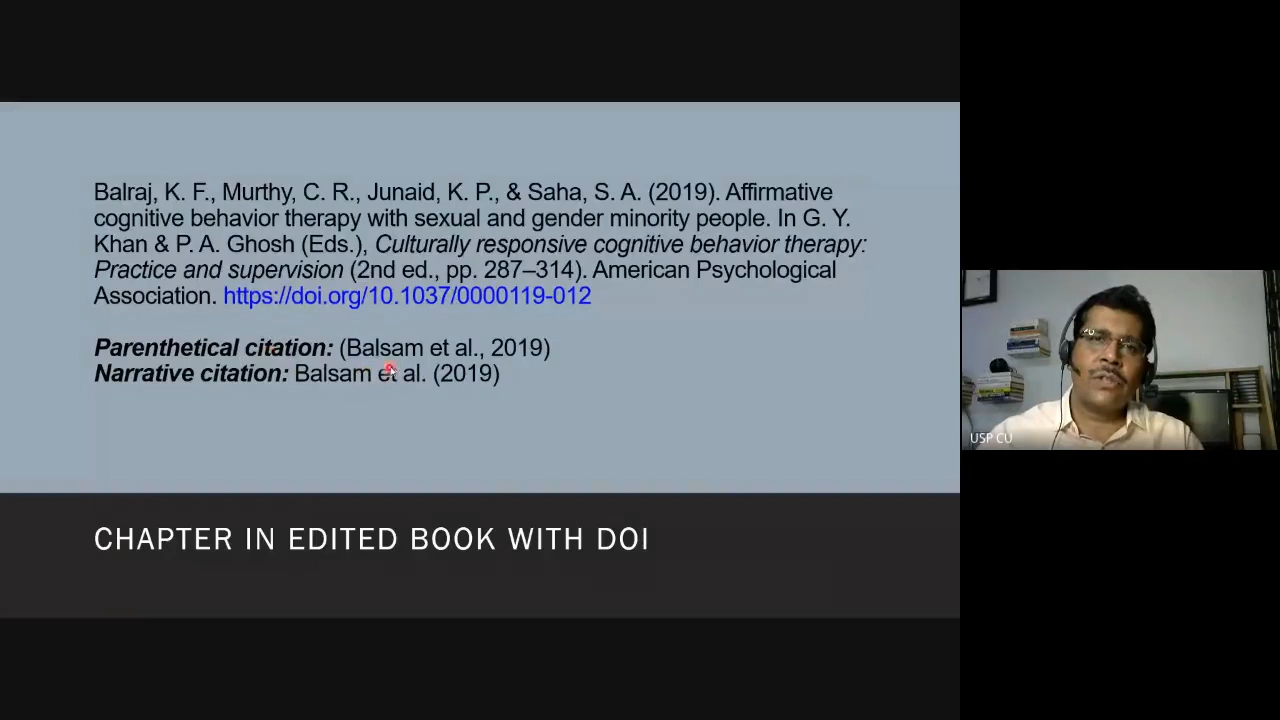 Balraj, K. F., Murthy, C. R., Junaid, K. P., & Saha, S. A. (2019). Affirmative
cognitive behavior therapy with sexual and gender minority people. In G. Y.
Khan & P. A. Ghosh (Eds.), Culturally responsive cognitive behavior therapy:
Practice and supervision (2nd ed., pp. 287–314). American Psychological
Association. https://doi.org/10.1037/0000119-012
Parenthetical citation: (Balsam et al., 2019)
Narrative citation: Balsam et al. (2019)
CHAPTER IN EDITED BOOK WITH DOI
USP CU